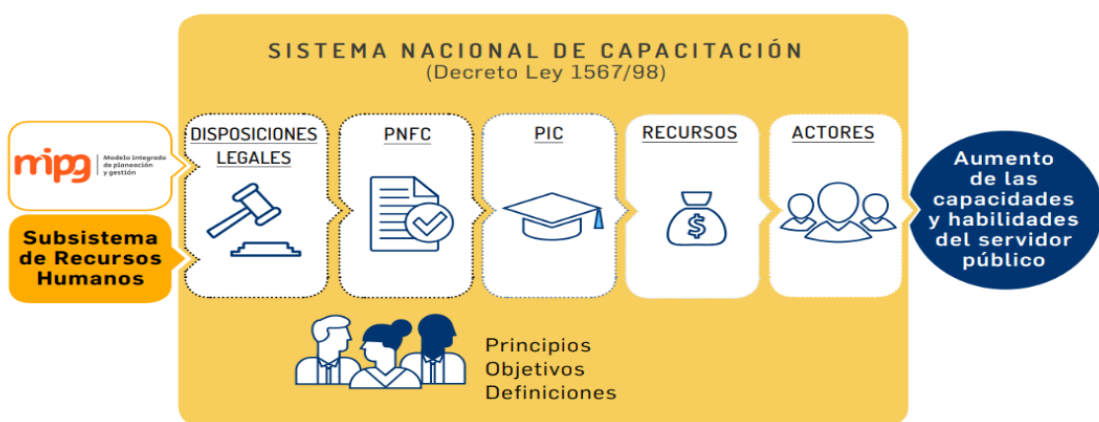 SISTEMA NACIONAL DE CAPACITACIÓN
(Decreto Ley 1567/98)
mipg
Modelo integrado
de planeación
y gestión
Subsistema
de Recursos
Humanos
DISPOSICIONES
LEGALES
PNFC
PIC
RECURSOS
$
ACTORES
Aumento
de las
capacidades
y habilidades
del servidor
público
Principios
Objetivos
Definiciones